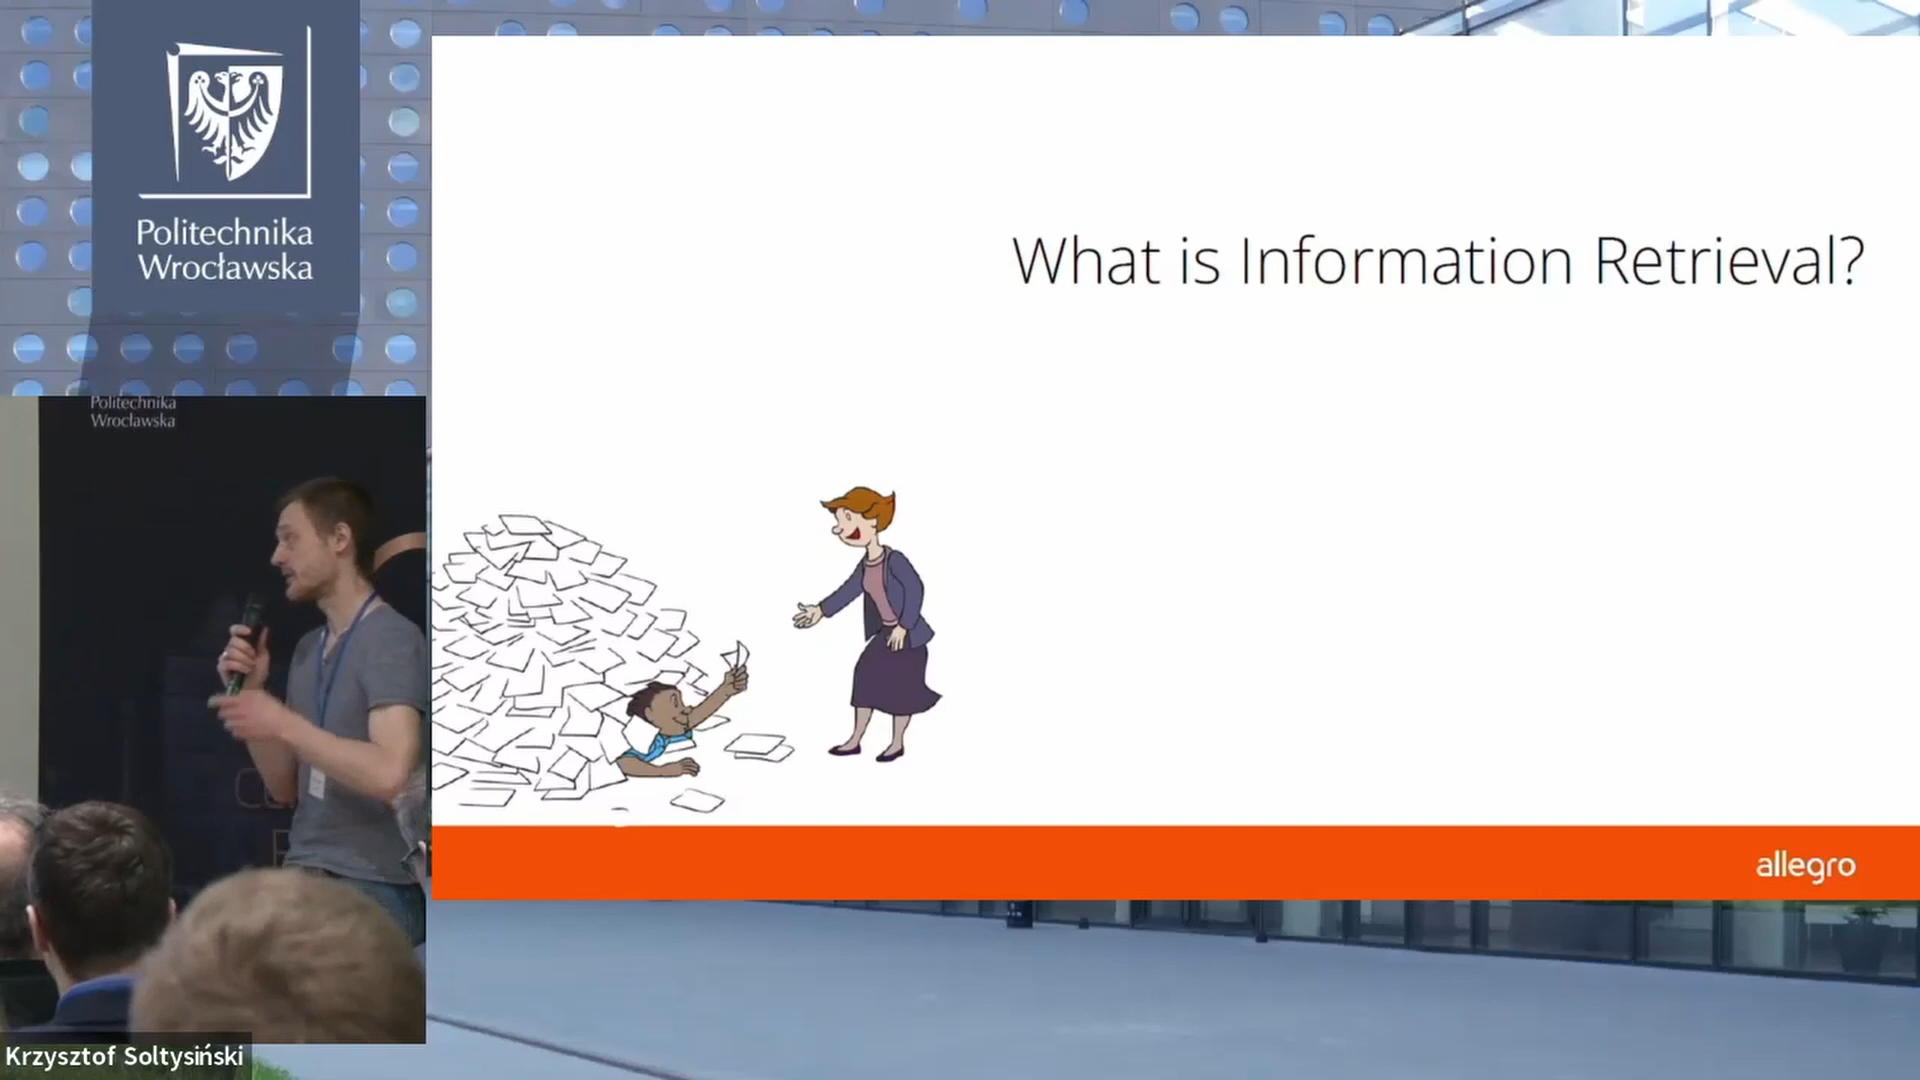 Politechnika
Wrocławska
What is Information Retrieval?
Politechnika
Wrocławska
allegro
Krzysztof Soltysiński